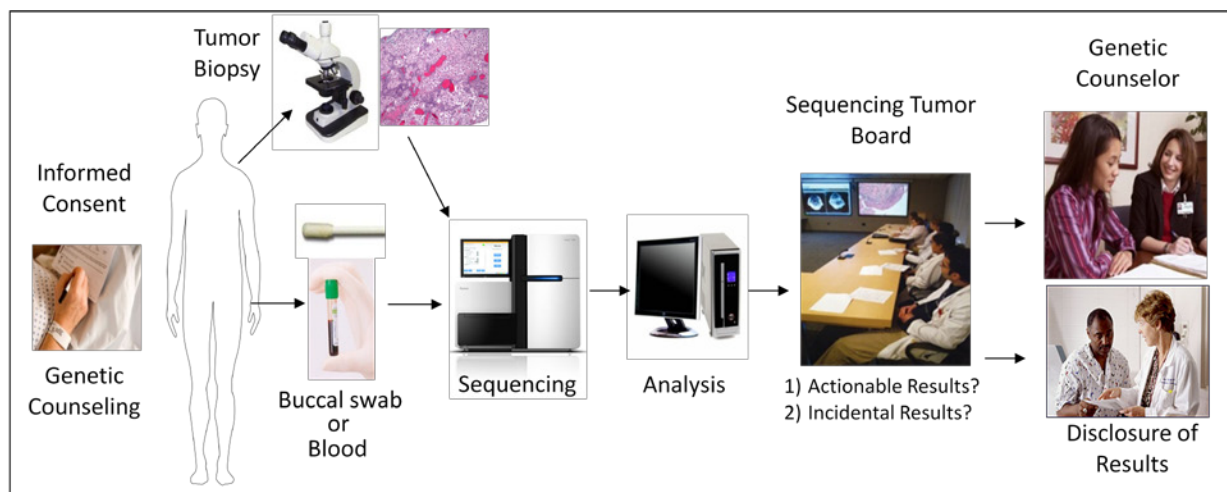 Informed
Consent
Genetic
Counseling
Tumor
Biopsy
Buccal swab
or
Blood
Sequencing
Analysis
Sequencing Tumor
Board
1) Actionable Results?
2) Incidental Results?
Genetic
Counselor
Disclosure of
Results